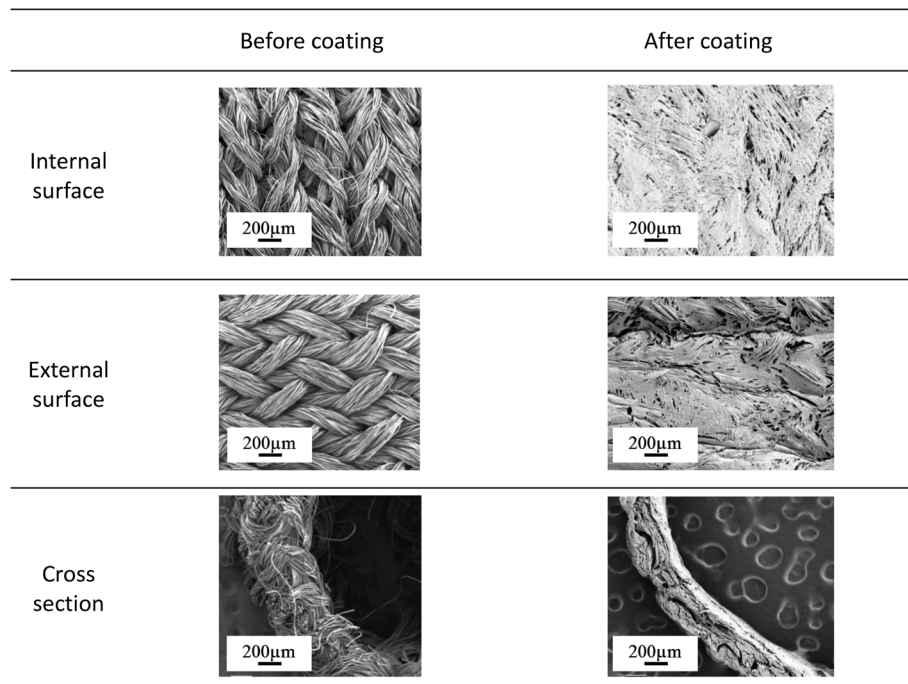 Before coating
After coating
Internal
surface
200µm
200µm
External
surface
200µm
200µm
Cross
section
200µm
200µm